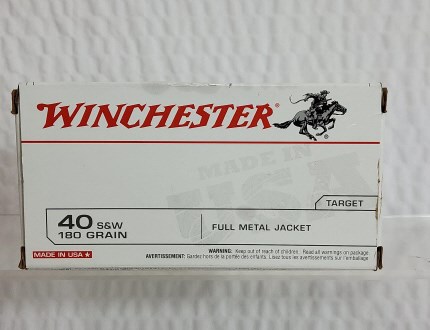 WINCHESTER®
MADE IN
USA
TARGET
40 S&W
180 GRAIN
FULL METAL JACKET
MADE IN USA ★
WARNING: Keep out of reach of children. Read all warnings on package.
AVERTISSEMENT: Gardez hors de la portée des enfants. Lisez tous les avertissements sur l'emballage